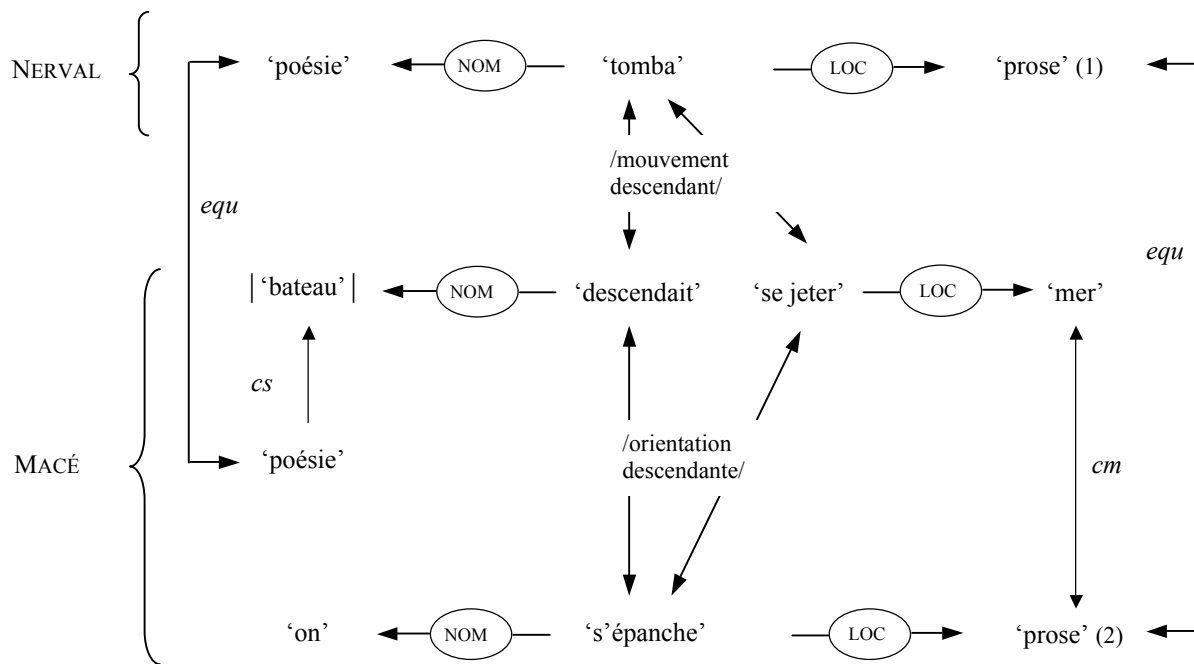 NERVAL ‘poésie’ NOM ‘tomba’ LOC ‘prose’ (1)
/mouvement
descendant/
equ equ
| ‘bateau’ | NOM ‘descendait’ ‘se jeter’ LOC ‘mer’
cs
/orientation
descendante/
MACÉ ‘poésie’ cm
‘on’ NOM ‘s’épanche’ LOC ‘prose’ (2)